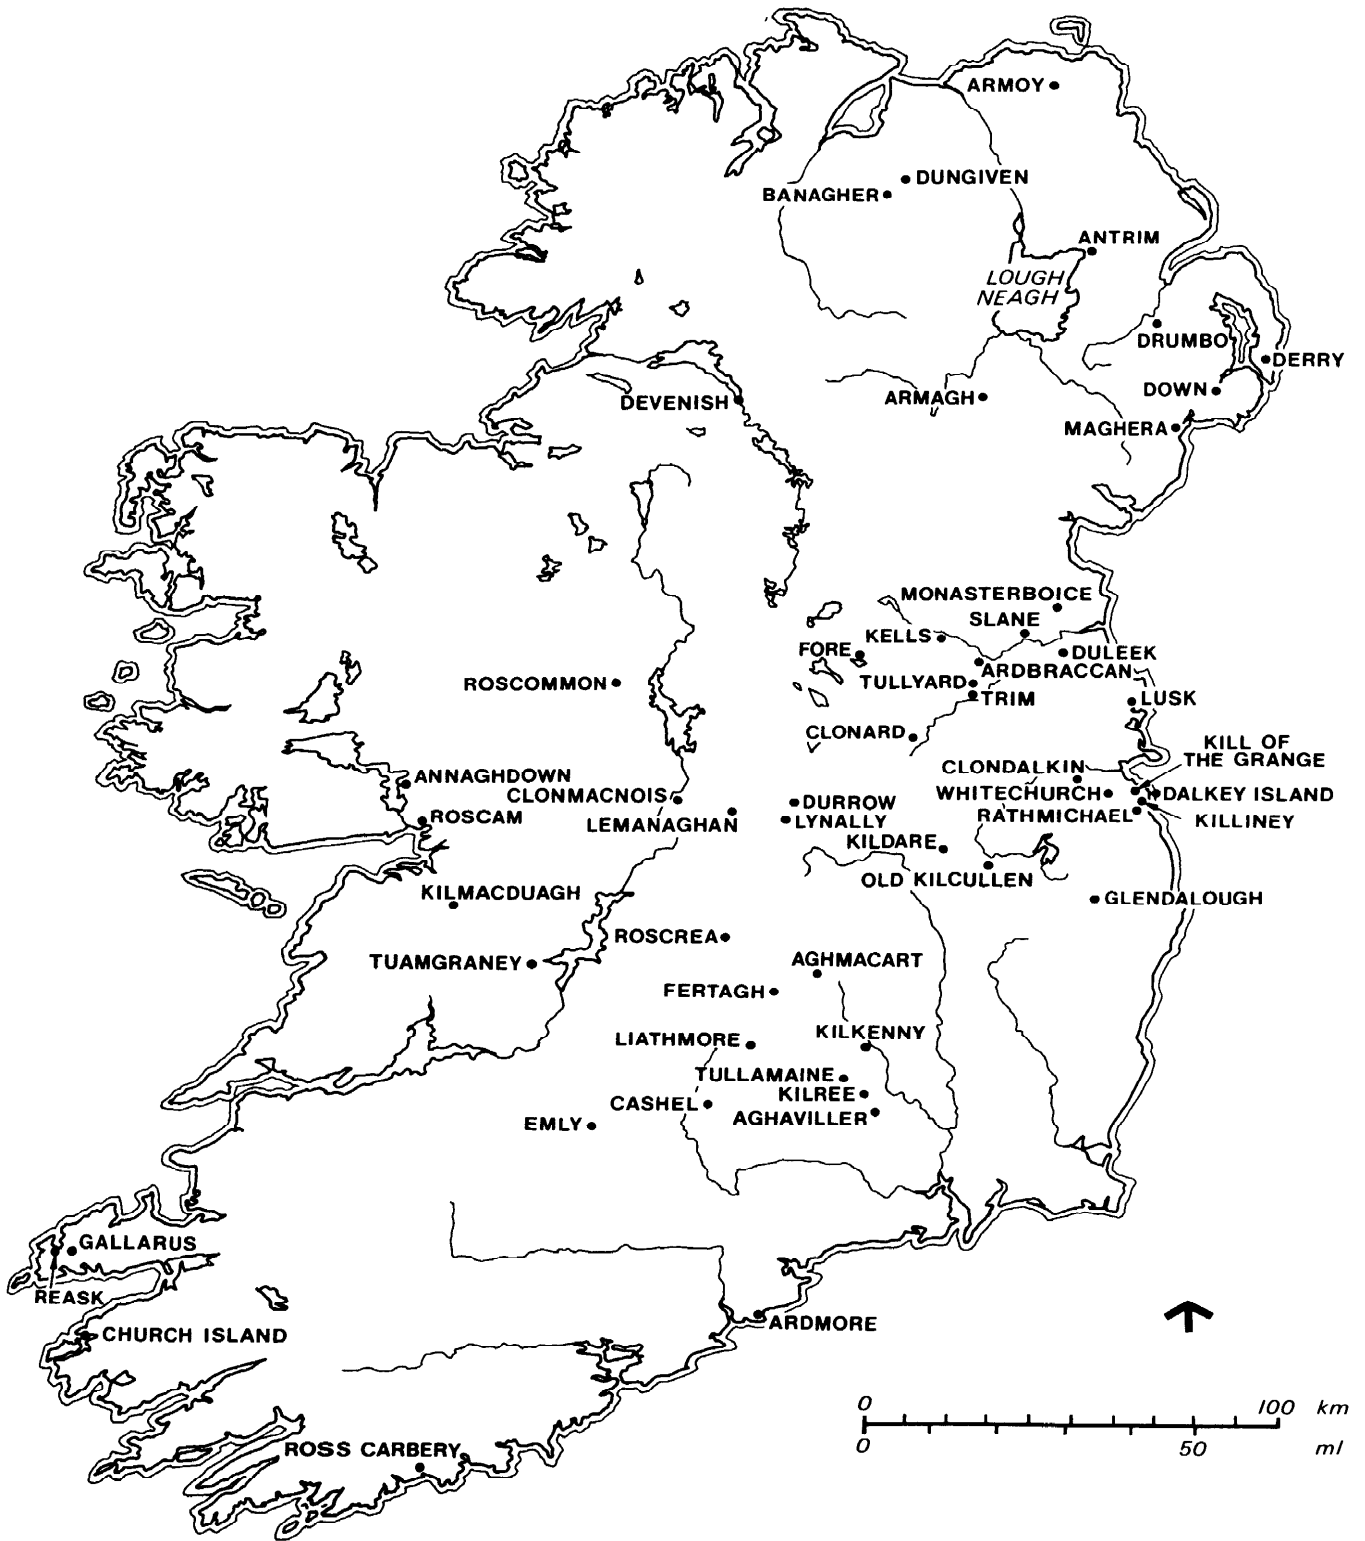 ARMOY
DUNGIVEN
BANAGHER
ANTRIM
LOUGH
NEAGH
DRUMBO
DERRY
DOWN
ARMAGH
DEVENISH
MAGHERA
MONASTERBOICE
SLANE
KELLS
FORE
DULEEK
ARDBRACCAN
TULLYARD
TRIM
LUSK
ROSCOMMON
CLONARD
KILL OF
THE GRANGE
CLONDALKIN
ANNAGHDOWN
CLONMACNOIS
WHITECHURCH
DALKEY ISLAND
DURROW
ROSCAM
LEMANAGHAN
LYNALLY
RATHMICHAEL
KILLINEY
KILDARE
OLD KILCULLEN
KILMACDUAGH
GLENDALOUGH
ROSCREA
TUAMGRANEY
AGHMACART
FERTAGH
LIATHMORE
KILKENNY
TULLAMAINE
KILREE
CASHEL
AGHAVILLER
EMLY
GALLARUS
REASK
CHURCH ISLAND
ARDMORE
0 100 km
0 50 ml
ROSS CARBERY